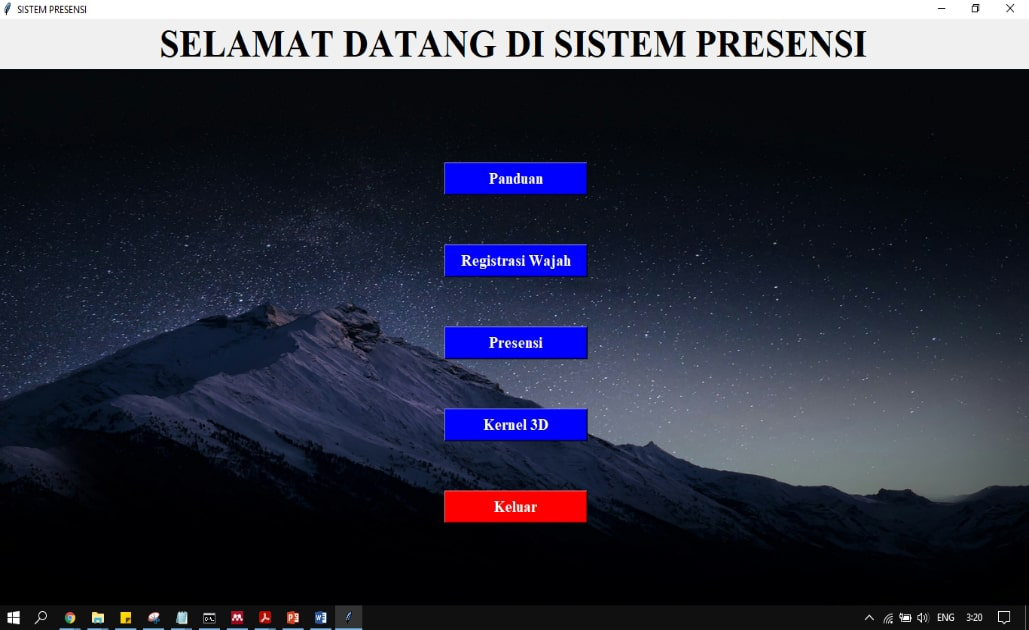 SISTEM PRESENSI
SELAMAT DATANG DI SISTEM PRESENSI
Panduan
Registrasi Wajah
Presensi
Kernel 3D
Keluar
ENG
3:20